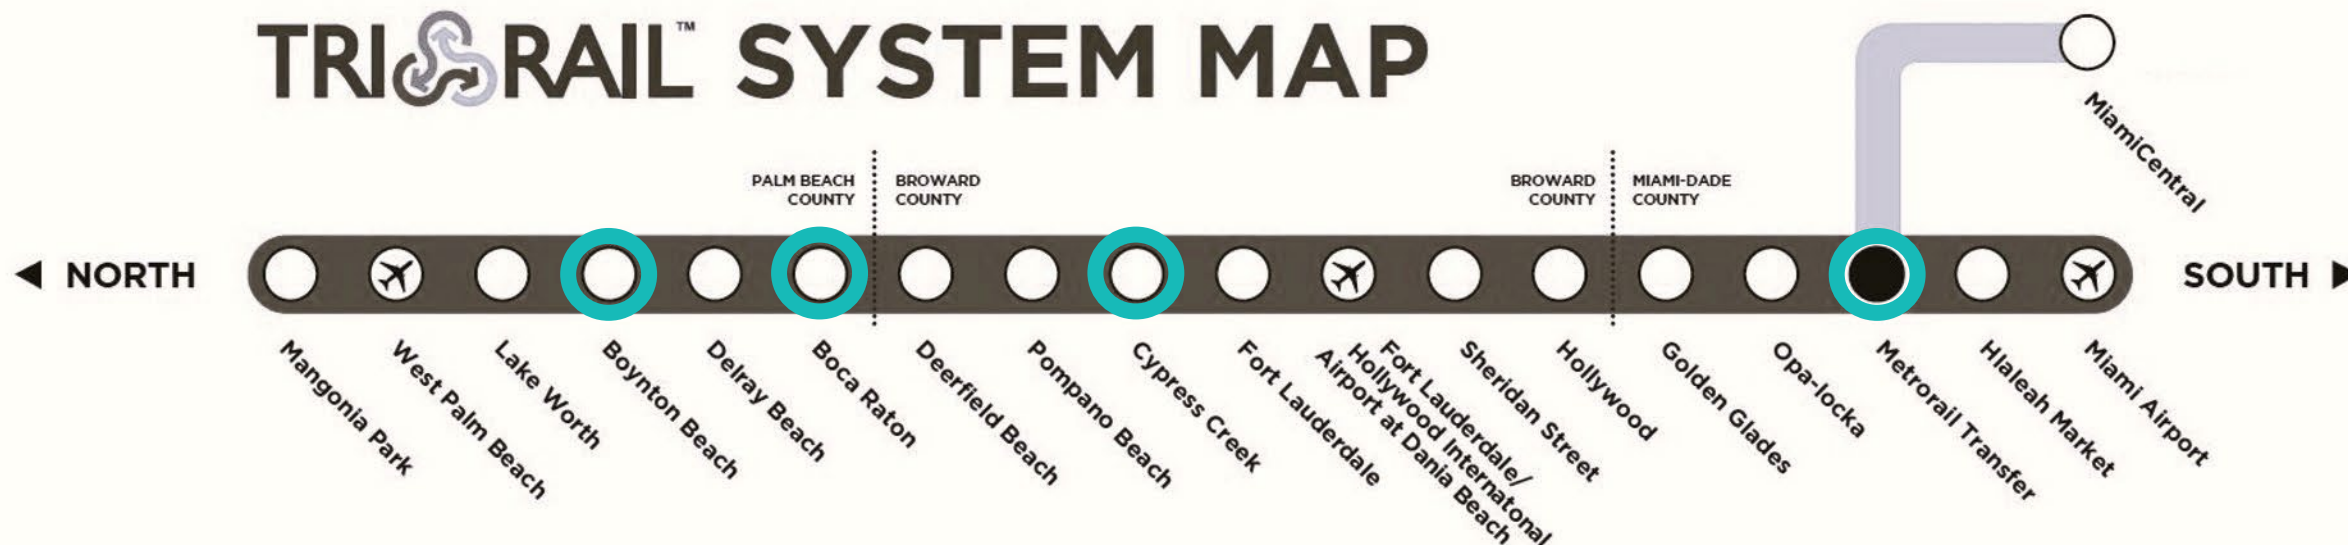 TRI RAIL™ SYSTEM MAP
MiamiCentral
PALM BEACH
COUNTY
BROWARD
COUNTY
BROWARD
COUNTY
MIAMI-DADE
COUNTY
NORTH
SOUTH
Mangonia Park
West Palm Beach
Lake Worth
Boynton Beach
Delray Beach
Boca Raton
Deerfield Beach
Pompano Beach
Cypress Creek
Fort Lauderdale
Fort Lauderdale/
Hollywood Internatonal
Airport at Dania Beach
Sheridan Street
Hollywood
Golden Glades
Opa-locka
Metrorail Transfer
Hlaleah Market
Miami Airport